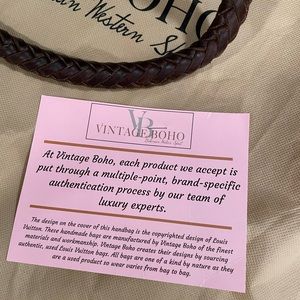 BOHO
Western
VB
VINTAGE BOHO
At Vintage Boho, each product we accept is
put through a multiple-point, brand-specific
authentication process by our team of
luxury experts.
The design on the cover of this handbag is the copyrighted design of Louis
Vuitton. These handmade bags are manufactured by Vintage Boho of the finest
materials and workmanship. Vintage Boho creates their designs by sourcing
authentic, used Louis Vuitton bags. All bags are one of a kind by nature as they
are a used product so wear varies from bag to bag.